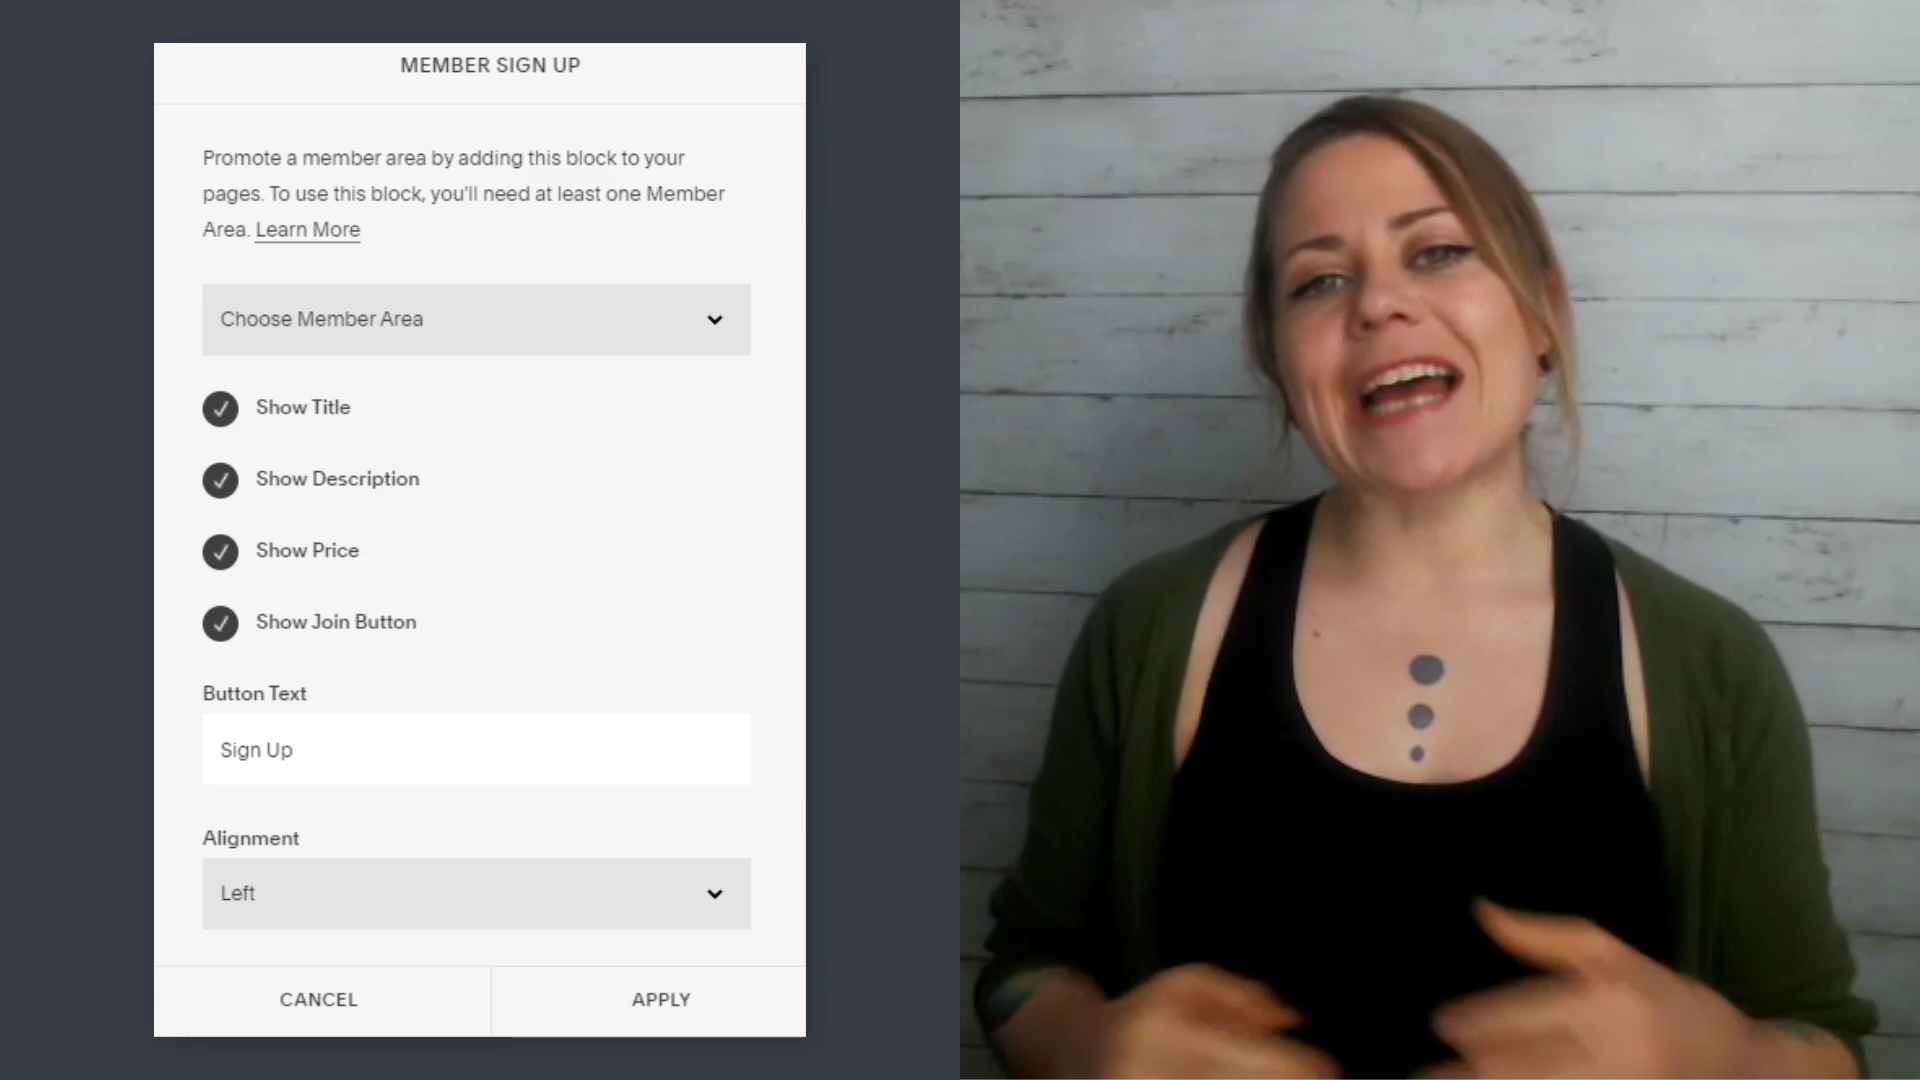 MEMBER SIGN UP
Promote a member area by adding this block to your
pages. To use this block, you'll need at least one Member
Area. Learn More
Choose Member Area
Show Title
Show Description
Show Price
Show Join Button
Button Text
Sign Up
Alignment
Left
CANCEL
APPLY